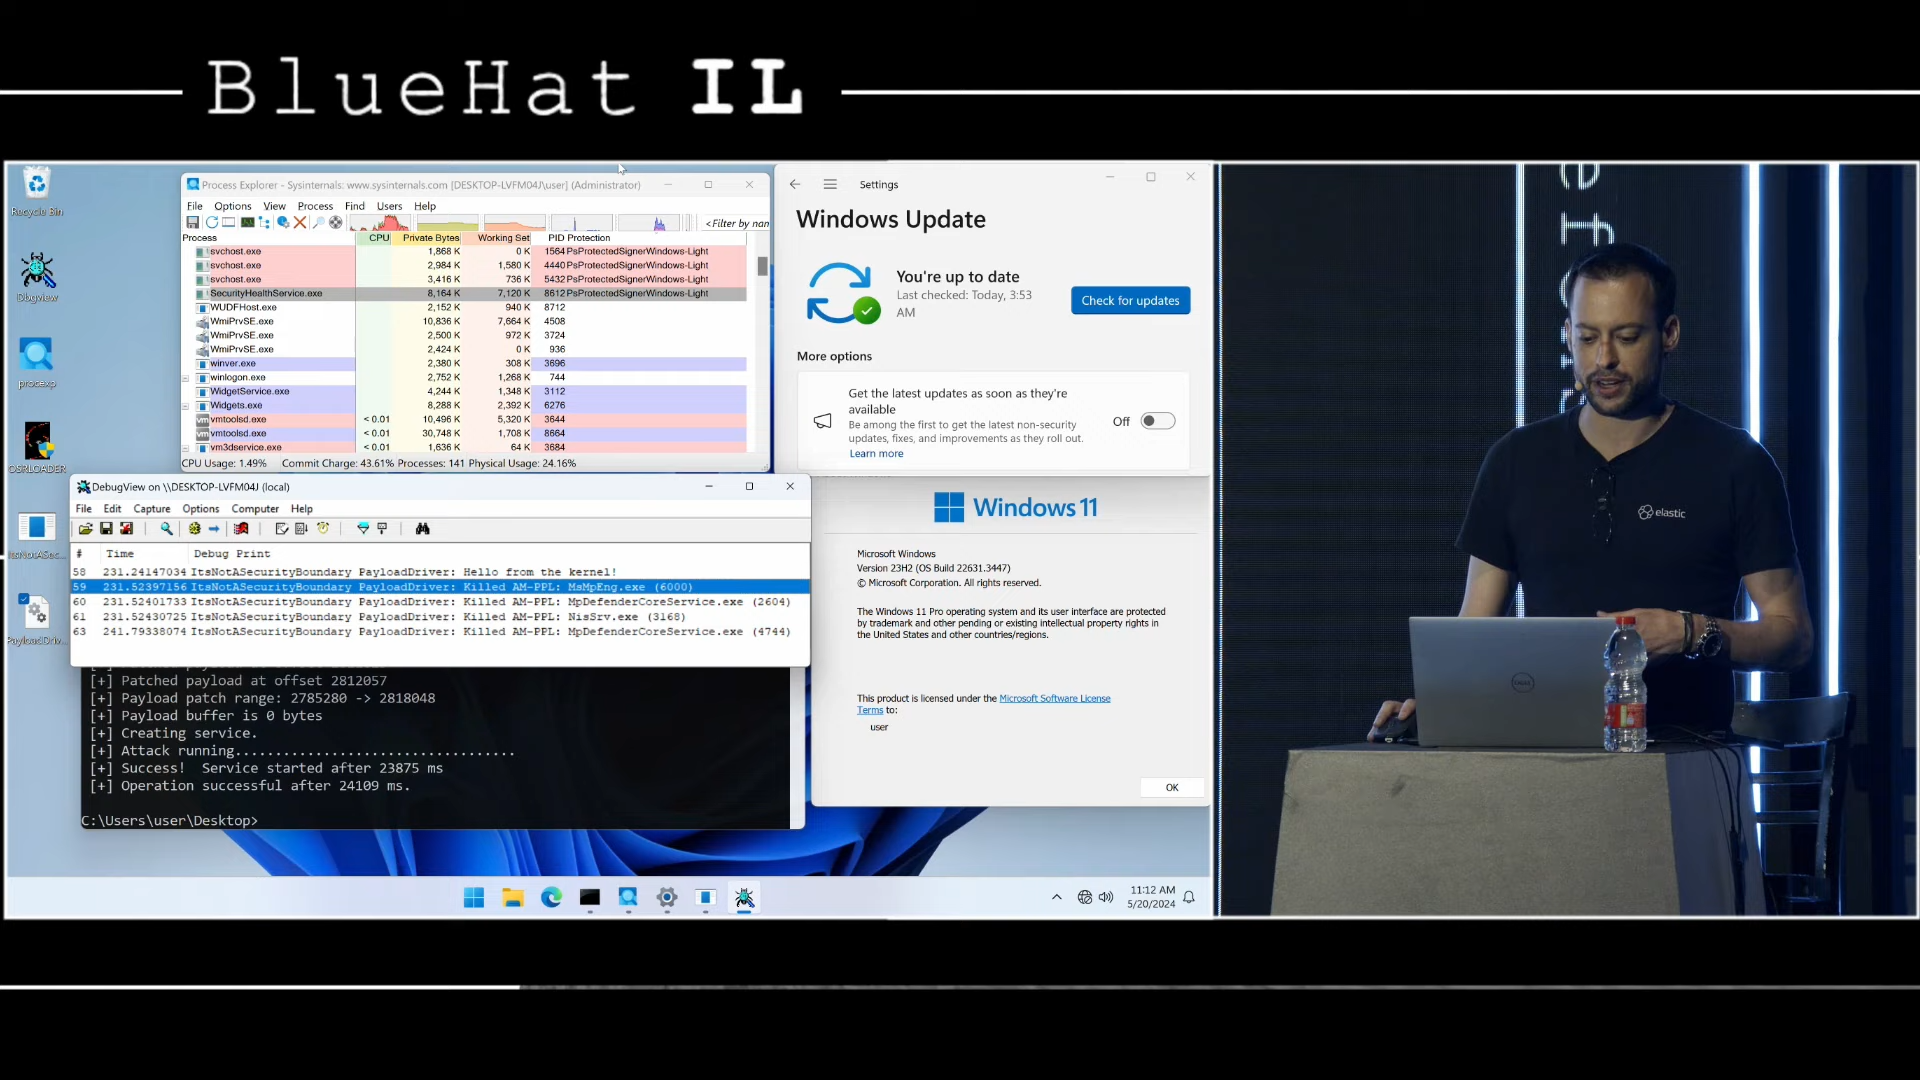 BlueHat IL
Recycle Bin
Dbgview
procexp
OSRLOADER
ItsNotASec...
PayloadDriv...
Process Explorer - Sysinternals: www.sysinternals.com [DESKTOP-LVFM04J\user] (Administrator)
File Options View Process Find Users Help
<Filter by nan
Process CPU Private Bytes Working Set PID Protection
svchost.exe 1,868 K 0 K 1564 PsProtectedSignerWindows-Light
svchost.exe 2,984 K 1,580 K 4440 PsProtectedSignerWindows-Light
svchost.exe 3,416 K 736 K 5432 PsProtectedSignerWindows-Light
SecurityHealthService.exe 8,164 K 7,120 K 8612 PsProtectedSignerWindows-Light
WUDFHost.exe 2,152 K 940 K 8712
WmiPrvSE.exe 10,836 K 7,664 K 4508
WmiPrvSE.exe 2,500 K 972 K 3724
WmiPrvSE.exe 2,424 K 0 K 936
winver.exe 2,380 K 308 K 3696
winlogon.exe 2,752 K 1,268 K 744
WidgetService.exe 4,244 K 1,348 K 3112
Widgets.exe 8,288 K 2,392 K 6276
vmtoolsd.exe < 0.01 10,496 K 5,320 K 3644
vmtoolsd.exe < 0.01 30,748 K 1,708 K 8664
vm3dservice.exe < 0.01 1,636 K 64 K 3684
CPU Usage: 1.49% Commit Charge: 43.61% Processes: 141 Physical Usage: 24.16%
DebugView on \\DESKTOP-LVFM04J (local)
File Edit Capture Options Computer Help
# Time Debug Print
58 231.24147034 ItsNotASecurityBoundary PayloadDriver: Hello from the kernel!
59 231.52397156 ItsNotASecurityBoundary PayloadDriver: Killed AM-PPL: MsMpEng.exe (6000)
60 231.52401733 ItsNotASecurityBoundary PayloadDriver: Killed AM-PPL: MpDefenderCoreService.exe (2604)
61 231.52430725 ItsNotASecurityBoundary PayloadDriver: Killed AM-PPL: NisSrv.exe (3168)
63 241.79338074 ItsNotASecurityBoundary PayloadDriver: Killed AM-PPL: MpDefenderCoreService.exe (4744)
[+] Patched payload at offset 2812057
[+] Payload patch range: 2785280 -> 2818048
[+] Payload buffer is 0 bytes
[+] Creating service.
[+] Attack running..................................
[+] Success! Service started after 23875 ms
[+] Operation successful after 24109 ms.
C:\Users\user\Desktop>
Settings
Windows Update
You're up to date
Last checked: Today, 3:53
AM
Check for updates
More options
Get the latest updates as soon as they're
available
Be among the first to get the latest non-security
updates, fixes, and improvements as they roll out.
Learn more
Off
Windows 11
Microsoft Windows
Version 23H2 (OS Build 22631.3447)
© Microsoft Corporation. All rights reserved.
The Windows 11 Pro operating system and its user interface are protected
by trademark and other pending or existing intellectual property rights in
the United States and other countries/regions.
This product is licensed under the Microsoft Software License
Terms to:
user
OK
11:12 AM
5/20/2024
elastic
DELL